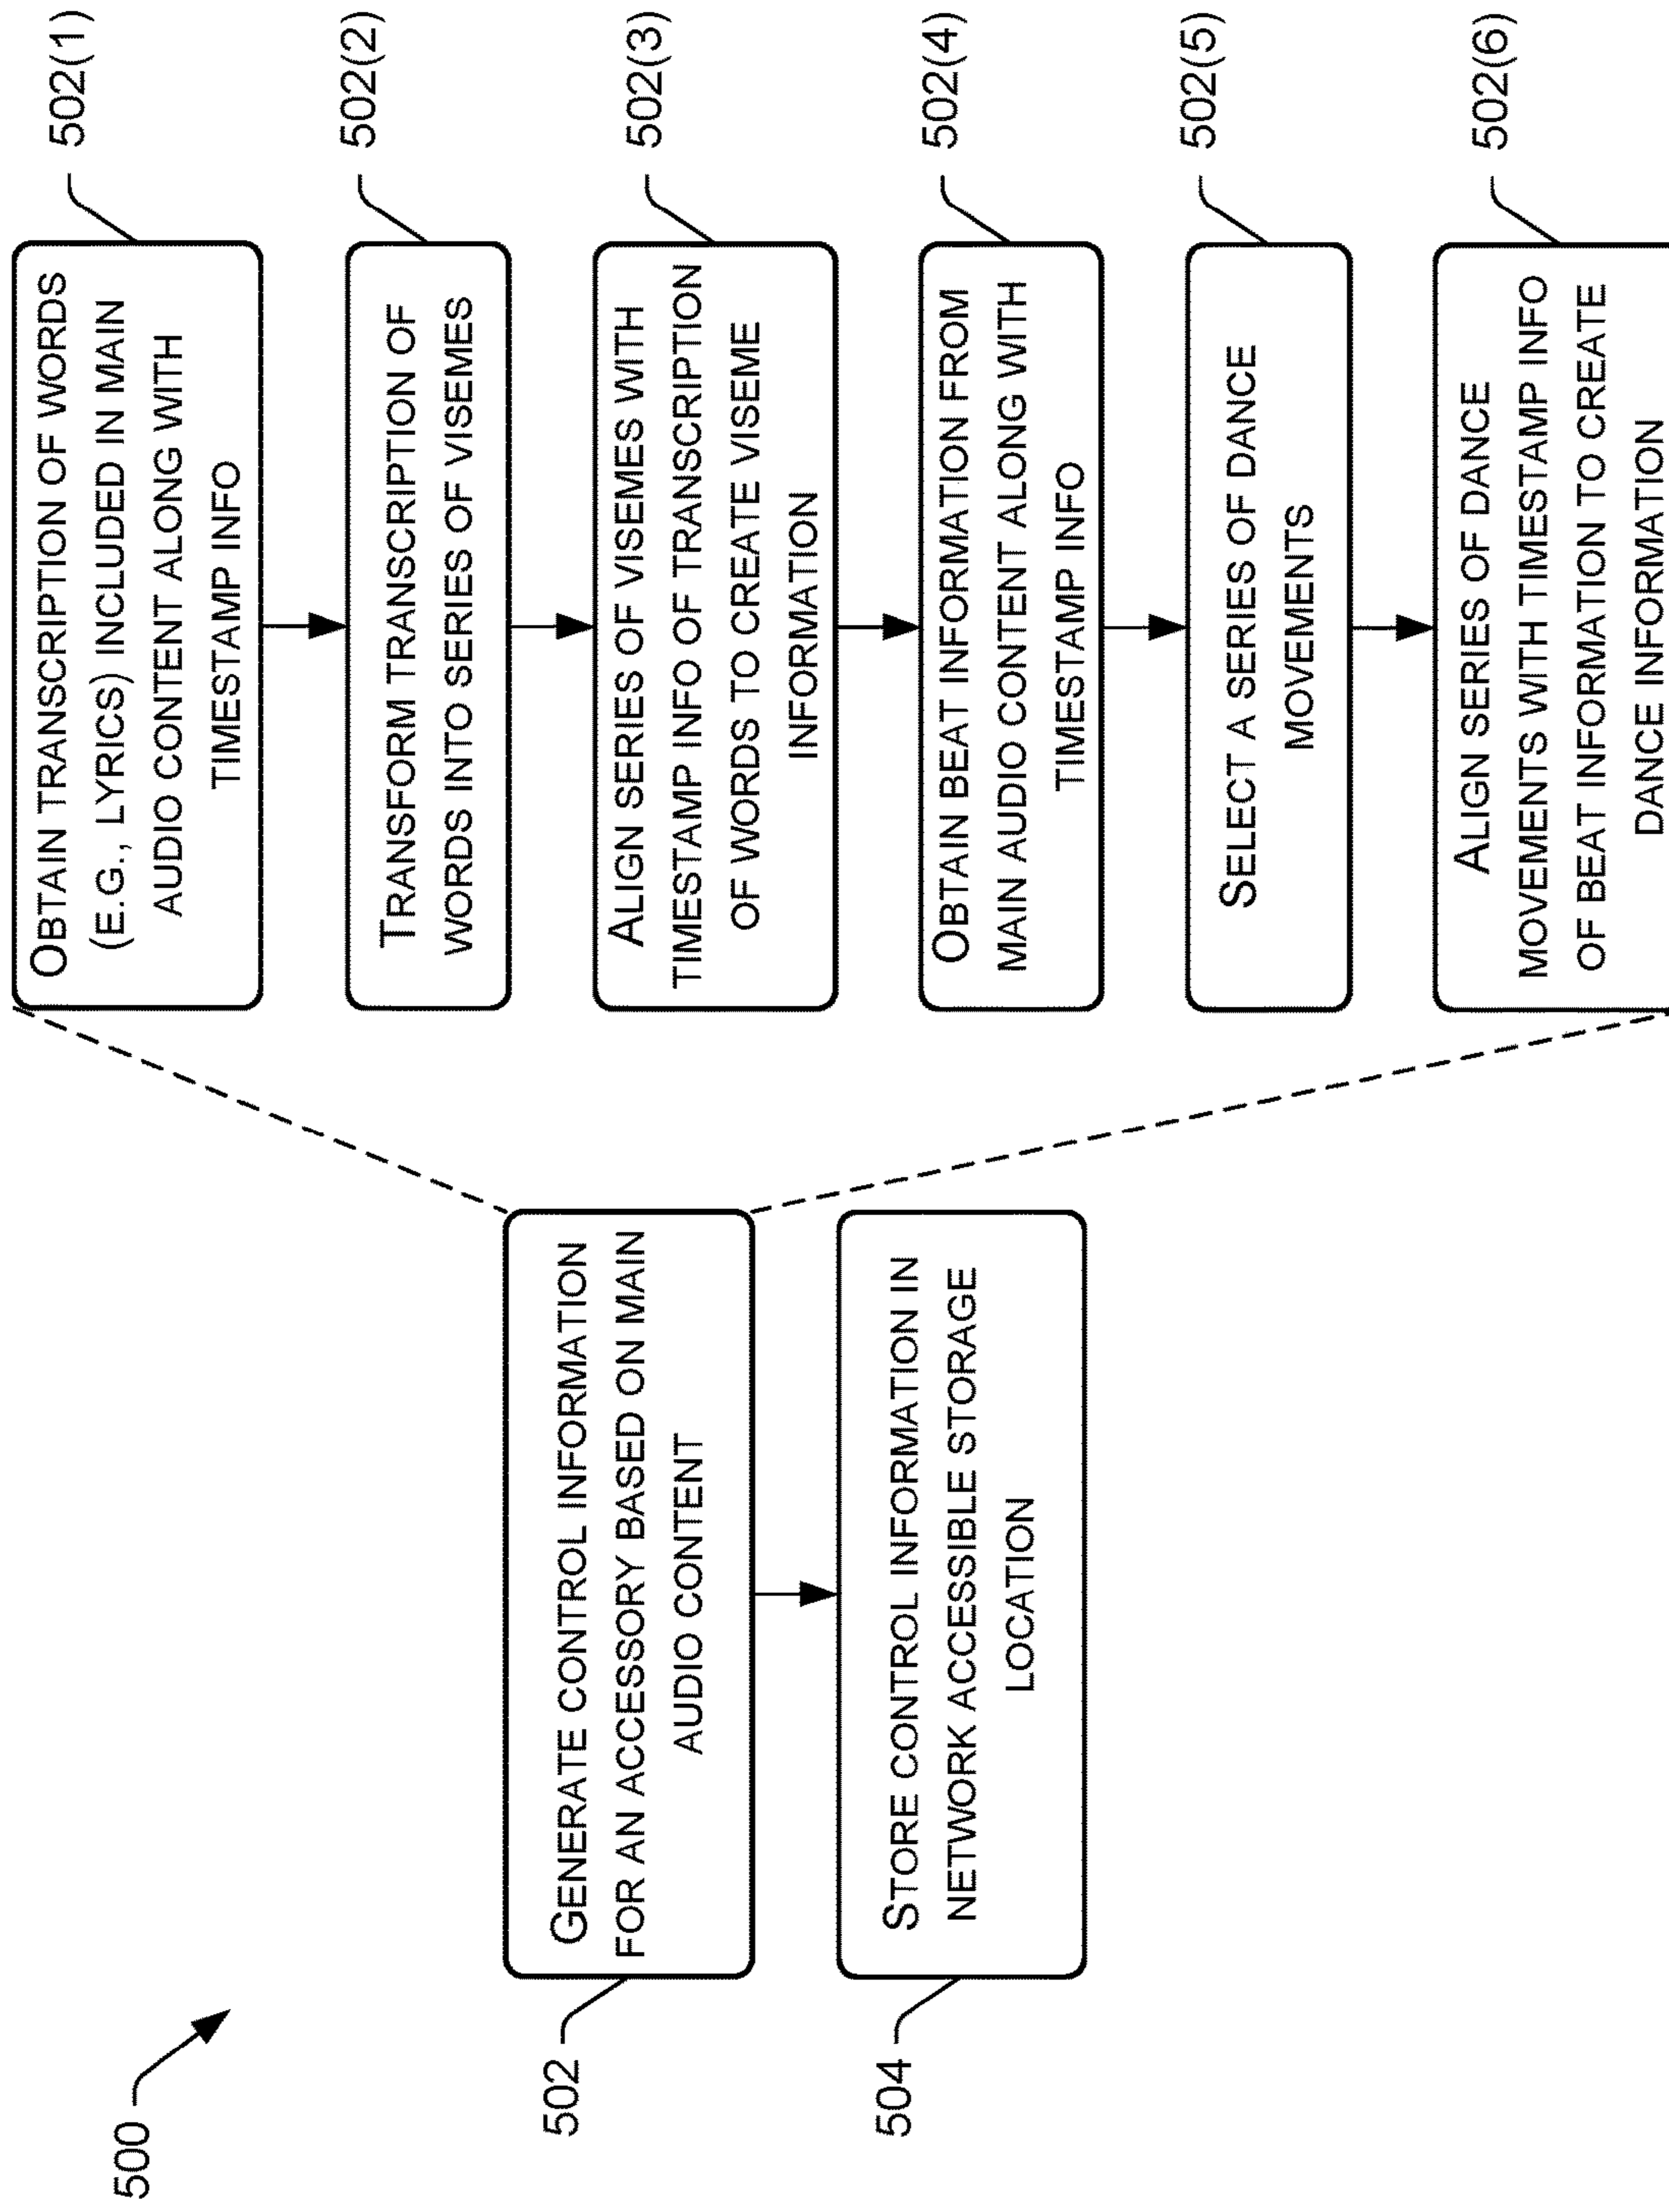 500
502
GENERATE CONTROL INFORMATION
FOR AN ACCESSORY BASED ON MAIN
AUDIO CONTENT
504
STORE CONTROL INFORMATION IN
NETWORK ACCESSIBLE STORAGE
LOCATION
OBTAIN TRANSCRIPTION OF WORDS
(E.G., LYRICS) INCLUDED IN MAIN
AUDIO CONTENT ALONG WITH
TIMESTAMP INFO
502(1)
TRANSFORM TRANSCRIPTION OF
WORDS INTO SERIES OF VISEMES
502(2)
ALIGN SERIES OF VISEMES WITH
TIMESTAMP INFO OF TRANSCRIPTION
OF WORDS TO CREATE VISEME
INFORMATION
502(3)
OBTAIN BEAT INFORMATION FROM
MAIN AUDIO CONTENT ALONG WITH
TIMESTAMP INFO
502(4)
SELECT A SERIES OF DANCE
MOVEMENTS
502(5)
ALIGN SERIES OF DANCE
MOVEMENTS WITH TIMESTAMP INFO
OF BEAT INFORMATION TO CREATE
DANCE INFORMATION
502(6)